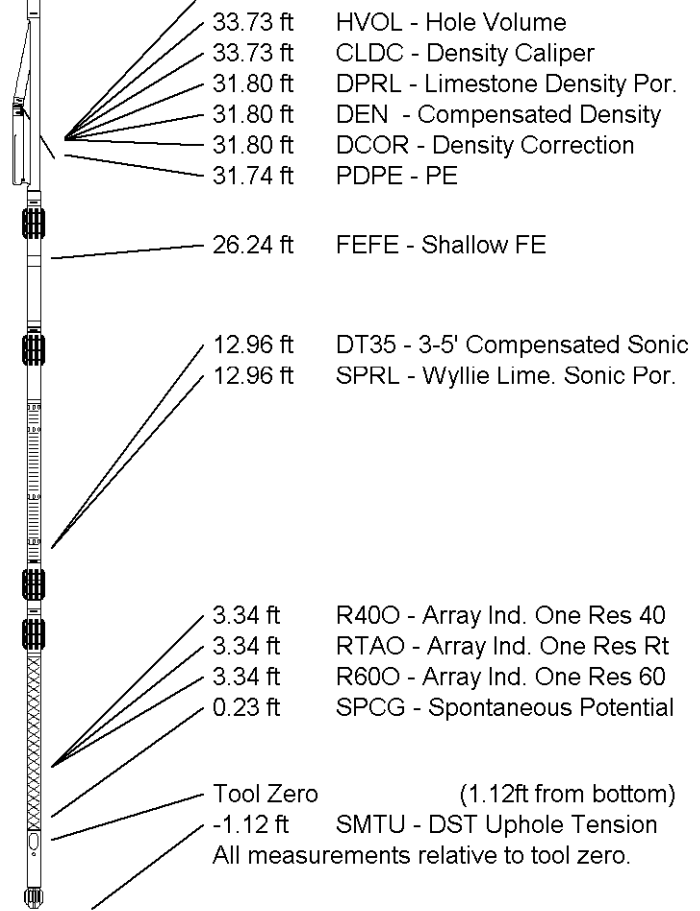 33.73 ft HVOL - Hole Volume
33.73 ft CLDC - Density Caliper
31.80 ft DPRL - Limestone Density Por.
31.80 ft DEN - Compensated Density
31.80 ft DCOR - Density Correction
31.74 ft PDPE - PE
26.24 ft FEFE - Shallow FE
12.96 ft DT35 - 3-5' Compensated Sonic
12.96 ft SPRL - Wyllie Lime. Sonic Por.
3.34 ft R40O - Array Ind. One Res 40
3.34 ft RTAO - Array Ind. One Res Rt
3.34 ft R60O - Array Ind. One Res 60
0.23 ft SPCG - Spontaneous Potential
Tool Zero (1.12ft from bottom)
-1.12 ft SMTU - DST Uphole Tension
All measurements relative to tool zero.